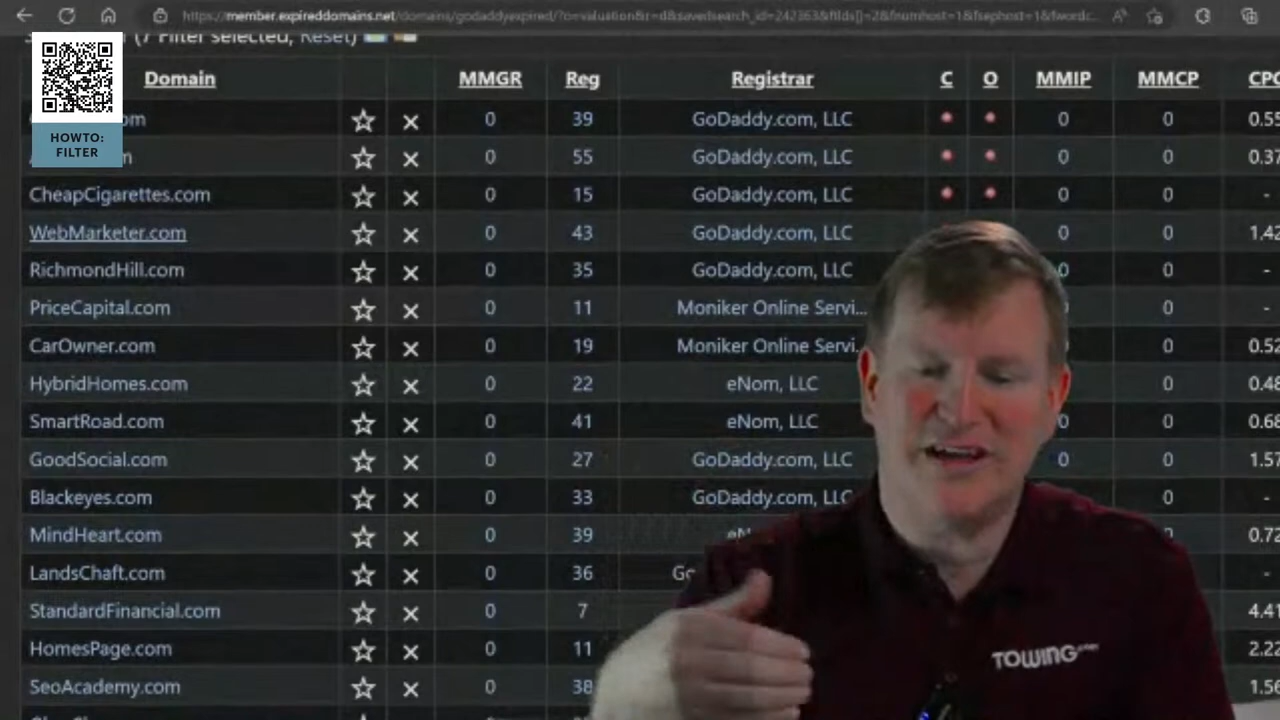 https://member.expireddomains.net/domains/godaddyexpired/?o=valuation&r=d&savedsearch_id=242363&flids[]=2&fnumhost=1&fsephost=1&fwordc...
(7 Filter selected, Reset)
HOWTO:
FILTER
Domain MMGR Reg Registrar C O MMIP MMCP CPC
om 0 39 GoDaddy.com, LLC 0 0 0.55
m 0 55 GoDaddy.com, LLC 0 0 0.37
CheapCigarettes.com 0 15 GoDaddy.com, LLC 0 0 -
WebMarketer.com 0 43 GoDaddy.com, LLC 0 1.42
RichmondHill.com 0 35 GoDaddy.com, LLC 0 0 -
PriceCapital.com 0 11 Moniker Online Servi... 0 -
CarOwner.com 0 19 Moniker Online Servi.. 0 0.52
HybridHomes.com 0 22 eNom, LLC 0 0.48
SmartRoad.com 0 41 eNom, LLC 0 0 0.68
GoodSocial.com 0 27 GoDaddy.com, LLC 0 0 1.57
Blackeyes.com 0 33 GoDaddy.com, LLC 0 -
MindHeart.com 0 39 eN 0.72
LandsChaft.com 0 36 Go -
StandardFinancial.com 0 7 4.41
HomesPage.com 0 11 2.22
SeoAcademy.com 0 38 1.56
TOWING